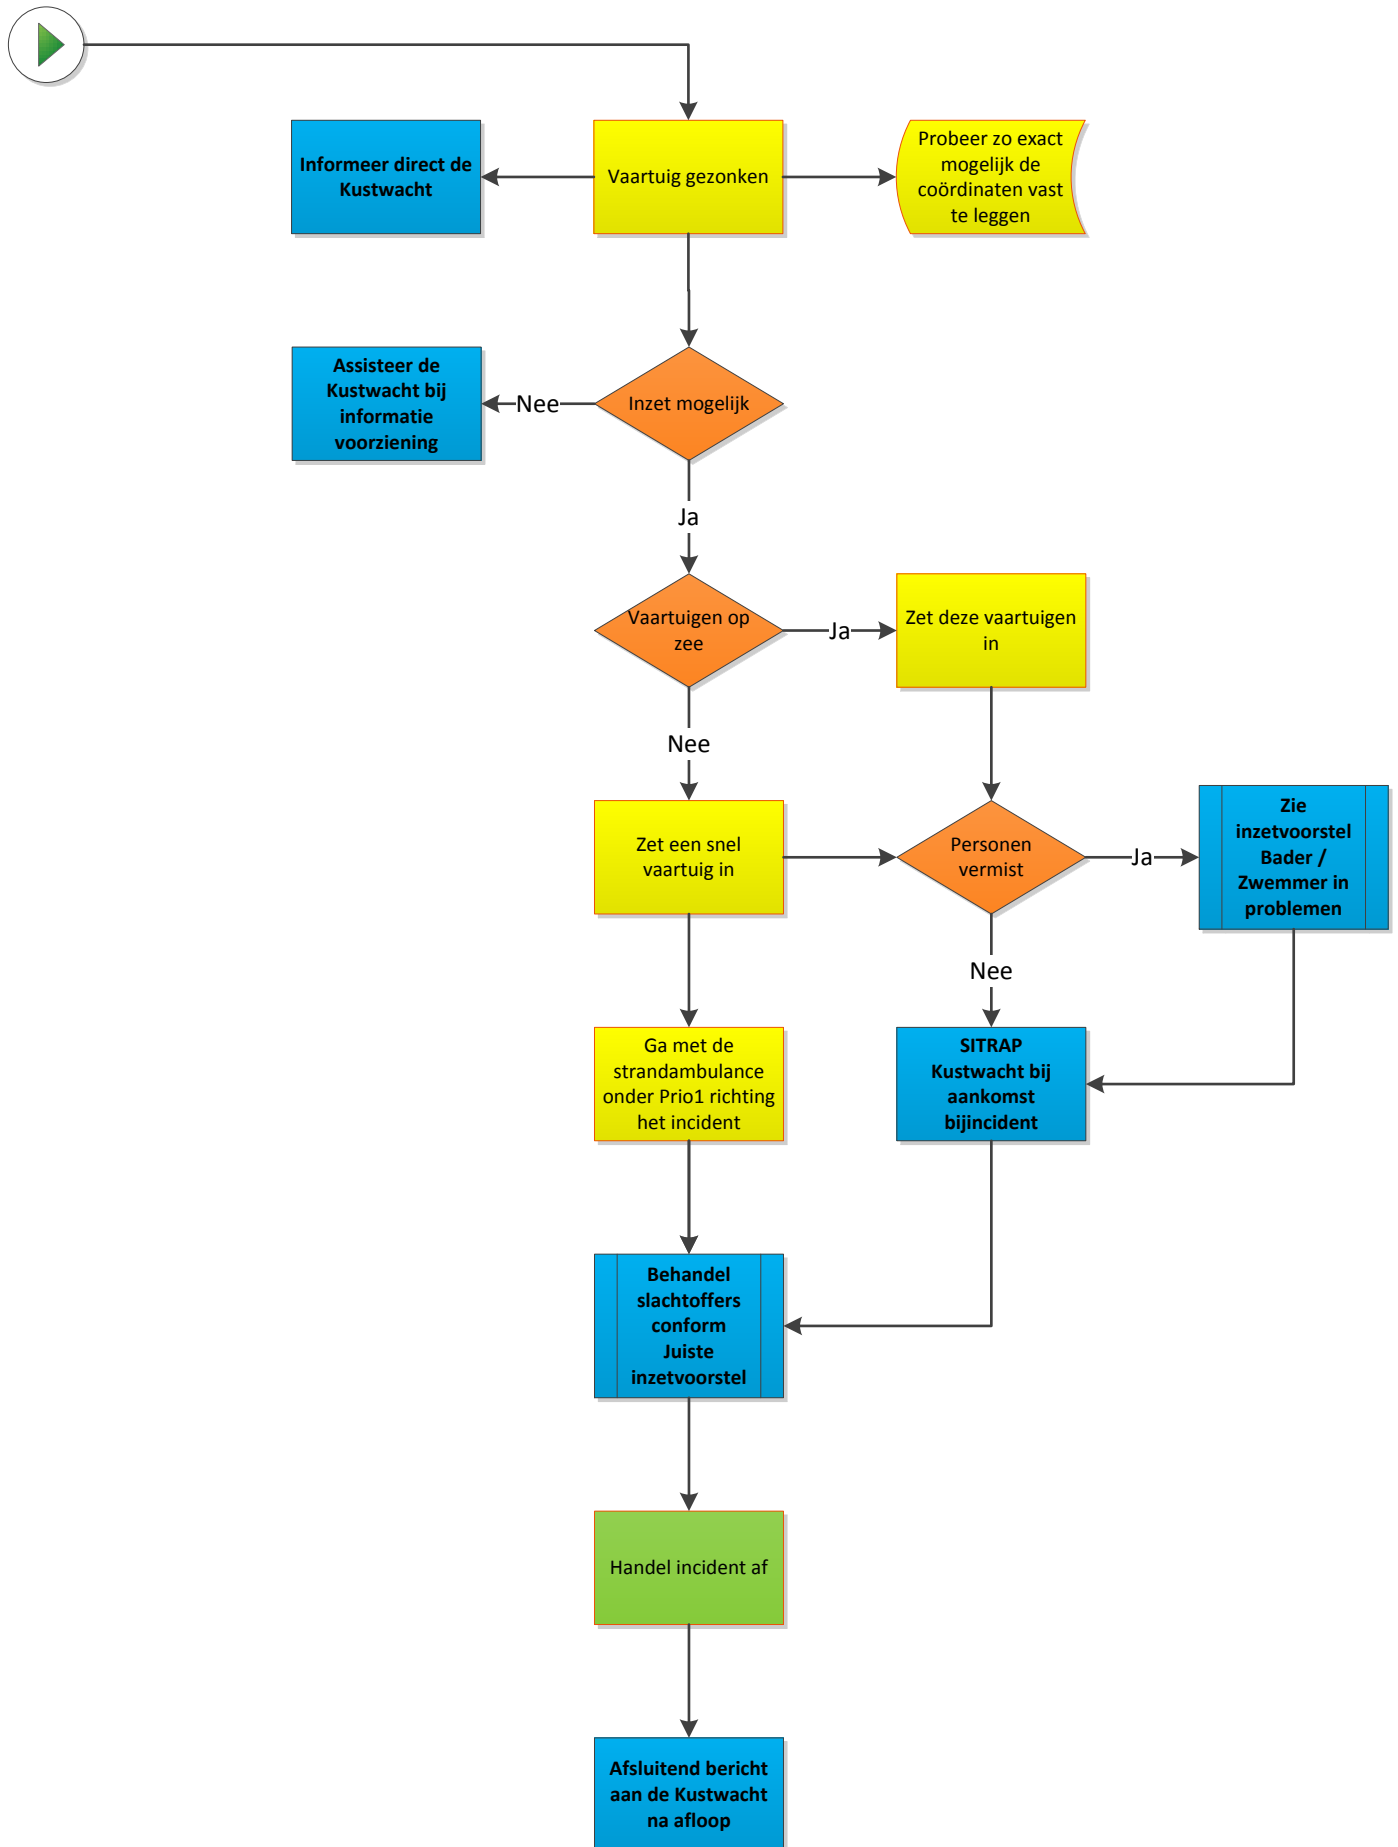 Informeer direct de
Kustwacht
Vaartuig gezonken
Probeer zo exact
mogelijk de
coördinaten vast
te leggen
Assisteer de
Kustwacht bij
informatie
voorziening
Nee
Inzet mogelijk
Ja
Vaartuigen op
zee
Ja
Zet deze vaartuigen
in
Nee
Zet een snel
vaartuig in
Personen
vermist
Ja
Zie
inzetvoorstel
Bader /
Zwemmer in
problemen
Nee
Ga met de
strandambulance
onder Prio1 richting
het incident
SITRAP
Kustwacht bij
aankomst
bijincident
Behandel
slachtoffers
conform
Juiste
inzetvoorstel
Handel incident af
Afsluitend bericht
aan de Kustwacht
na afloop